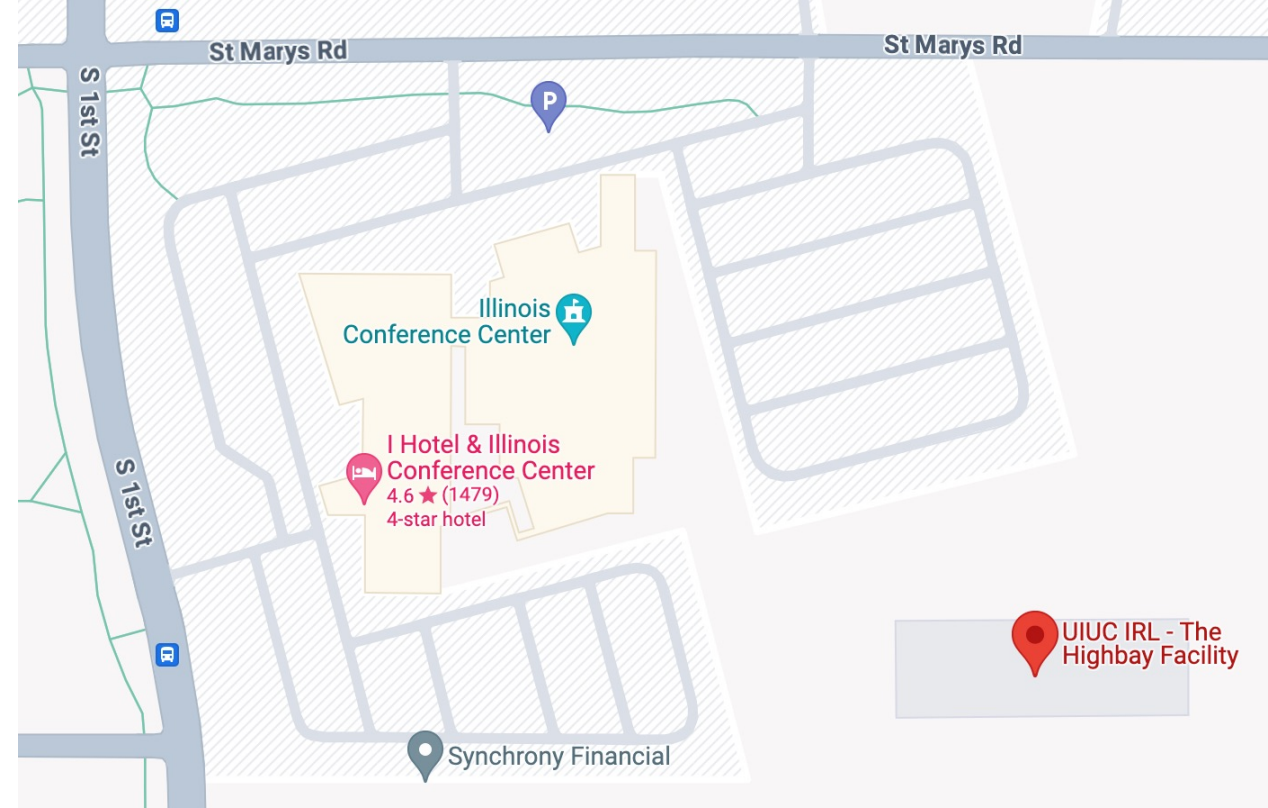 St Marys Rd
St Marys Rd
S 1st St
P
Illinois
Conference Center
I Hotel & Illinois
Conference Center
4.6 ★ (1479)
4-star hotel
S 1st St
UIUC IRL - The
Highbay Facility
Synchrony Financial